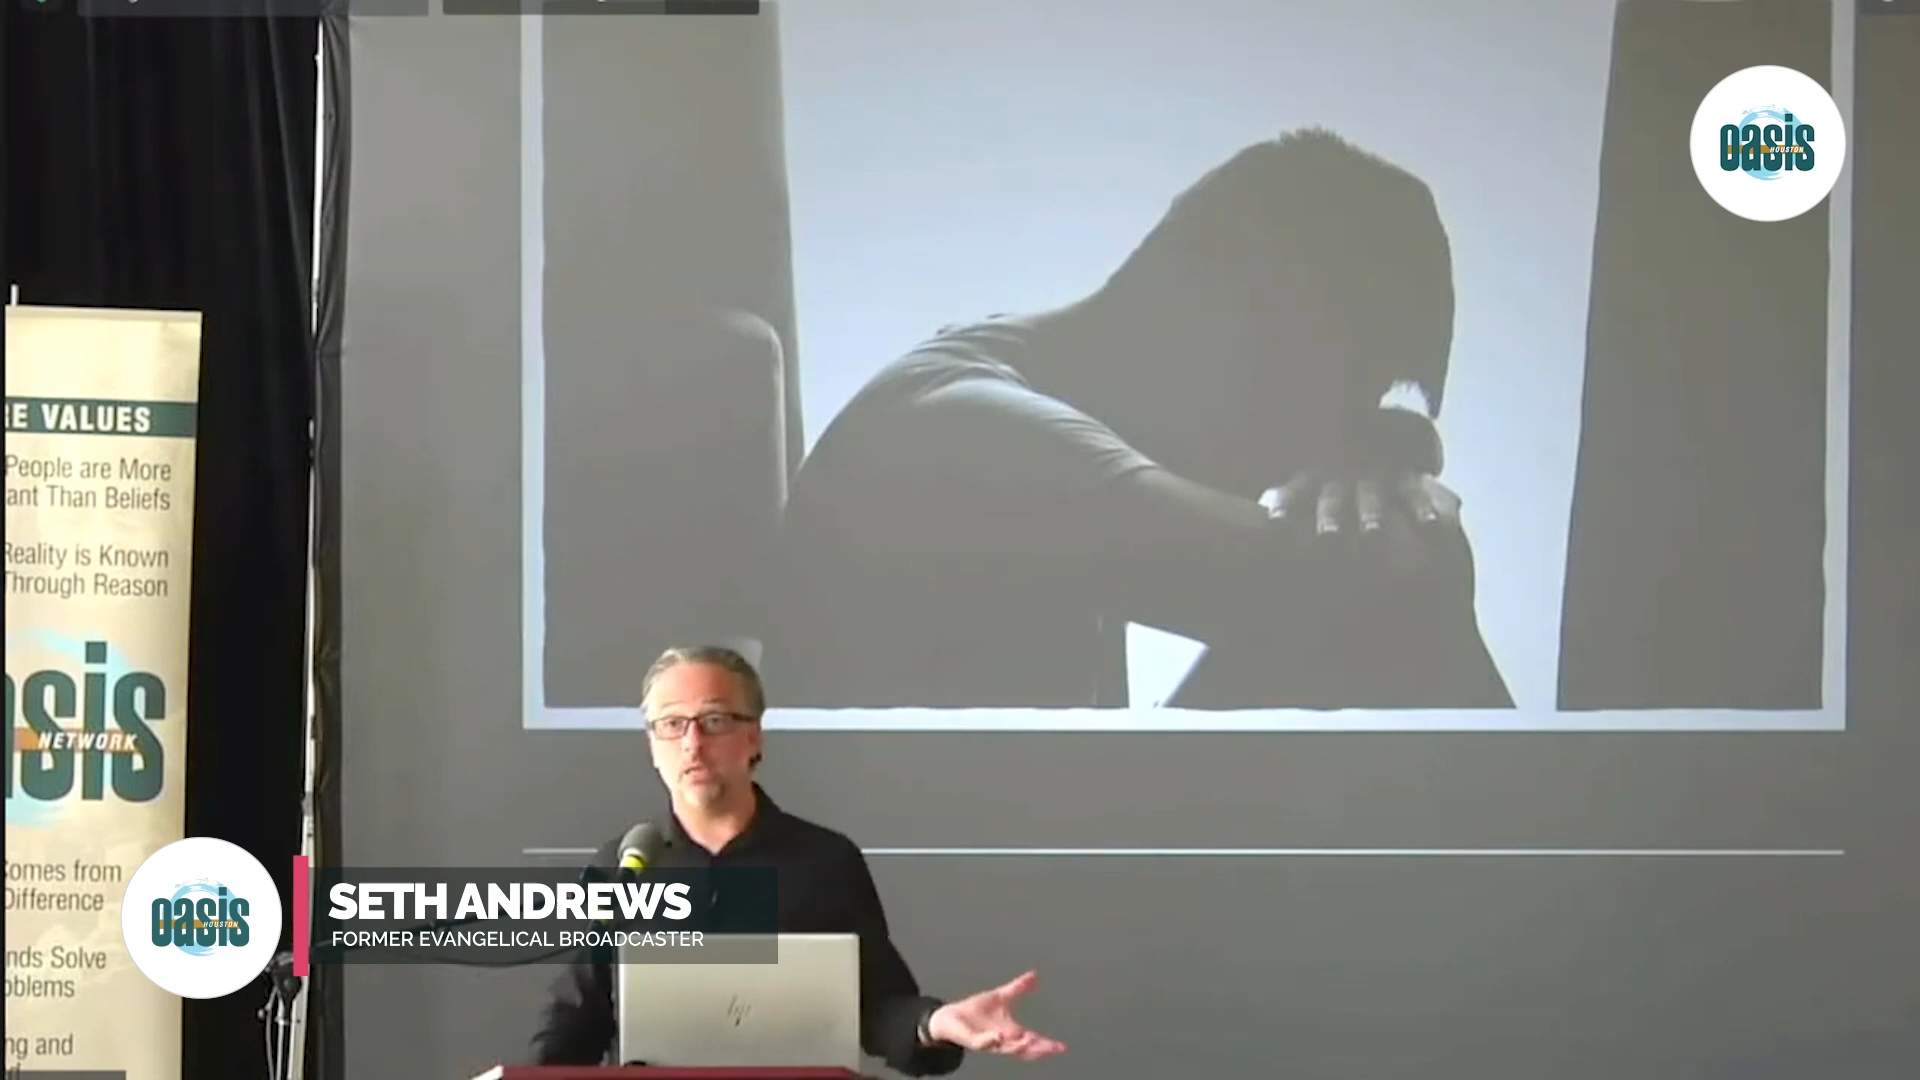 oasis
HOUSTON
RE VALUES
People are More
ant Than Beliefs
Reality is Known
Through Reason
asis
NETWORK
Comes from
Difference
nds Solve
oblems
ng and
oasis
HOUSTON
SETH ANDREWS
FORMER EVANGELICAL BROADCASTER
hp